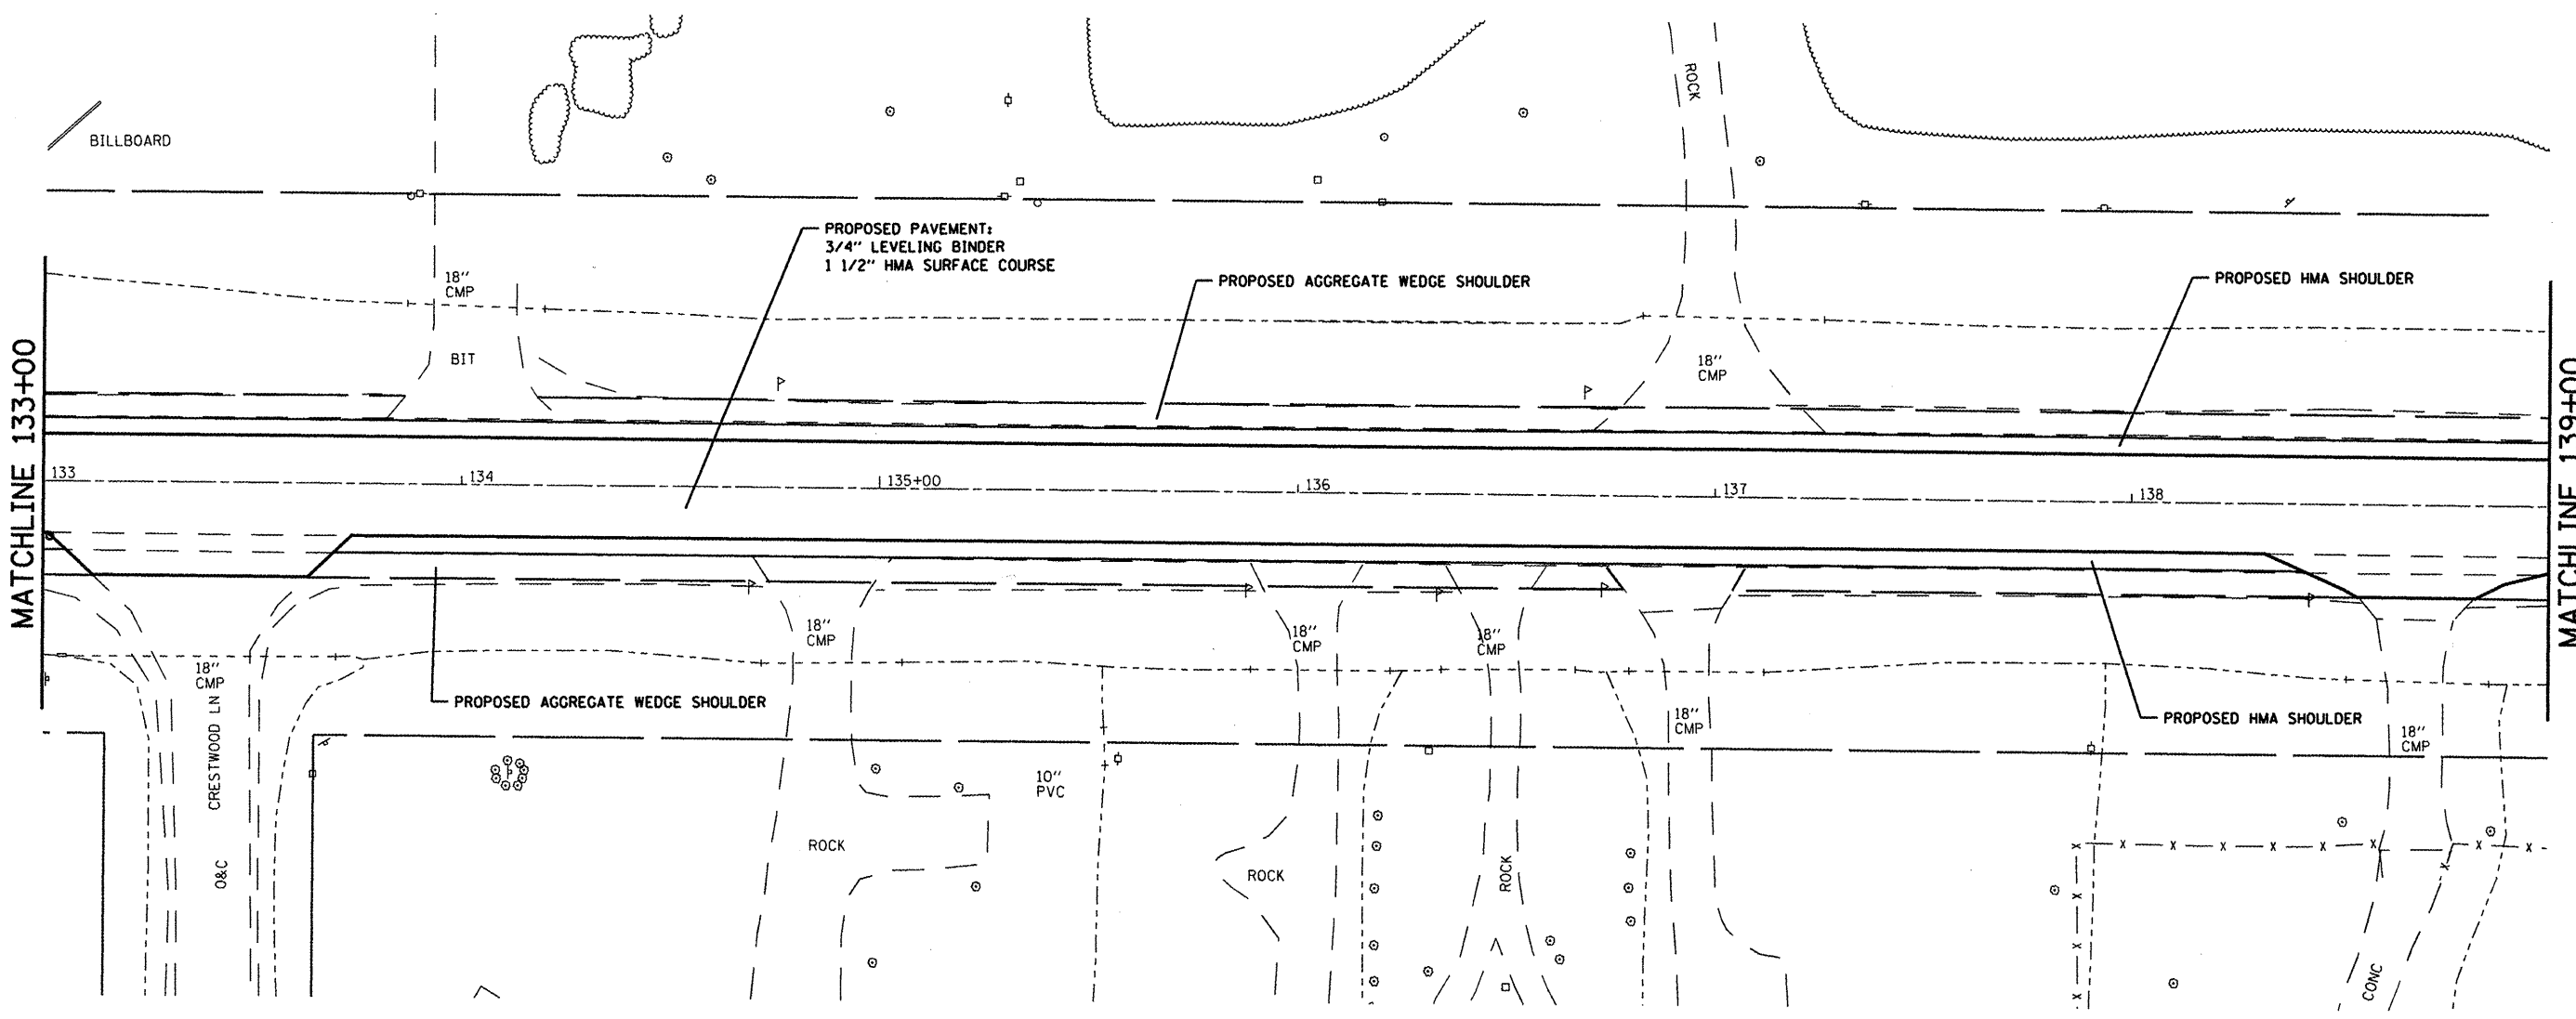 BILLBOARD
ROCK
PROPOSED PAVEMENT:
3/4" LEVELING BINDER
1 1/2" HMA SURFACE COURSE
18"
CMP
PROPOSED AGGREGATE WEDGE SHOULDER
PROPOSED HMA SHOULDER
BIT
18"
CMP
MATCHLINE 133+00
MATCHLINE 139+00
133
134
135+00
136
137
138
18"
CMP
18"
CMP
18"
CMP
18"
CMP
CRESTWOOD LN
PROPOSED AGGREGATE WEDGE SHOULDER
18"
CMP
PROPOSED HMA SHOULDER
18"
CMP
10"
PVC
O&C
ROCK
ROCK
ROCK
CONC